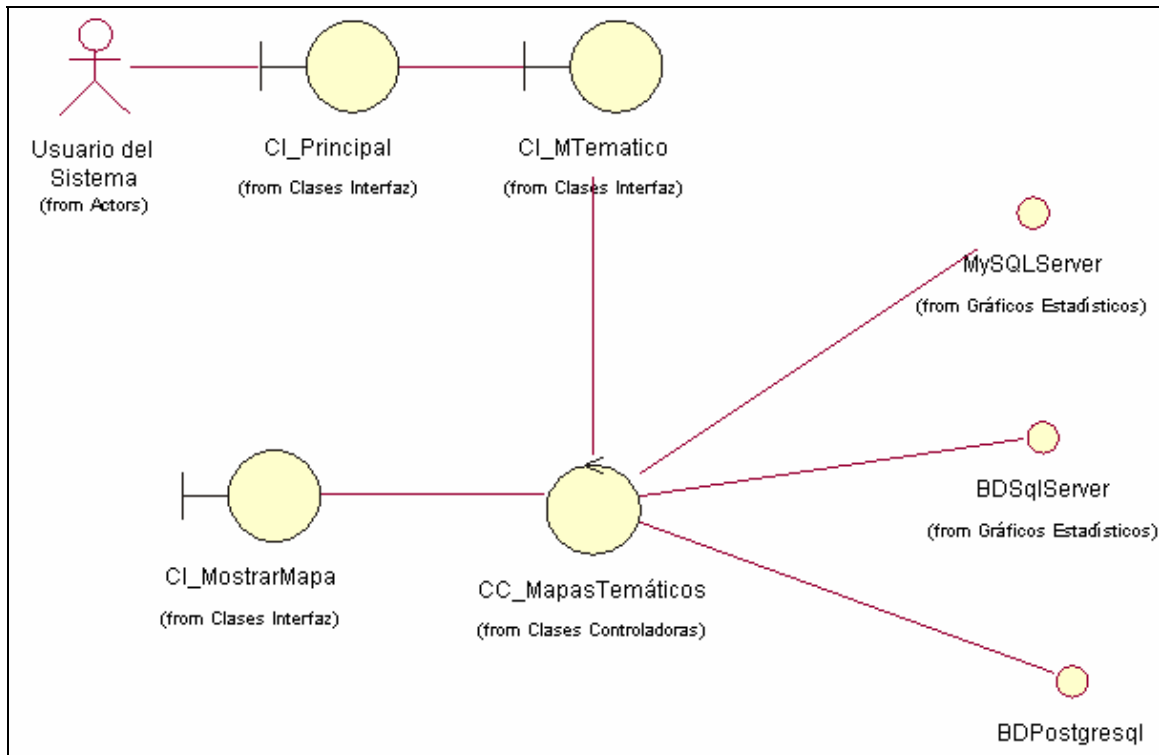 Usuario del
Sistema
(from Actors)
CI_Principal
(from Clases Interfaz)
CI_MTematico
(from Clases Interfaz)
MySQLServer
(from Gráficos Estadísticos)
BDSqlServer
(from Gráficos Estadísticos)
CI_MostrarMapa
(from Clases Interfaz)
CC_MapasTemáticos
(from Clases Controladoras)
BDPostgresql